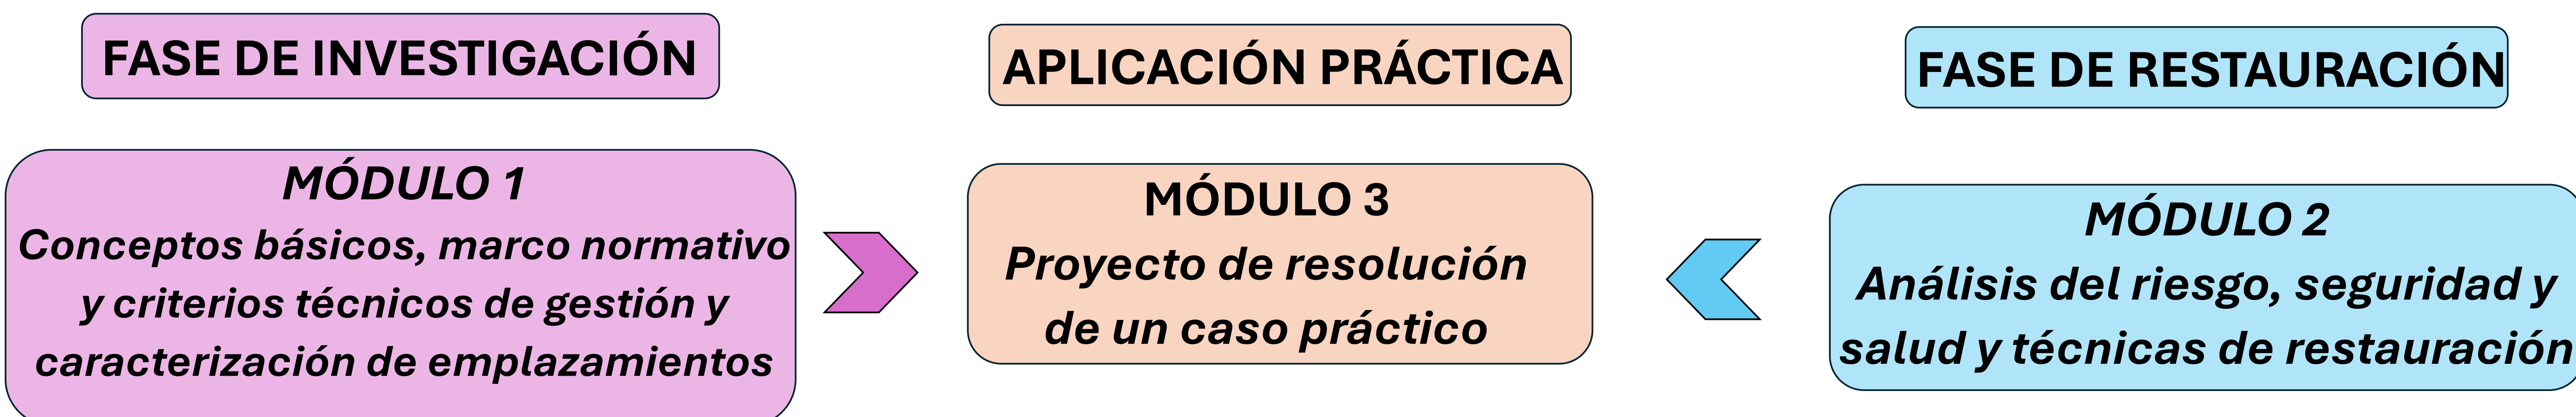 FASE DE INVESTIGACIÓN
MÓDULO 1
Conceptos básicos, marco normativo
y criterios técnicos de gestión y
caracterización de emplazamientos
APLICACIÓN PRÁCTICA
MÓDULO 3
Proyecto de resolución
de un caso práctico
FASE DE RESTAURACIÓN
MÓDULO 2
Análisis del riesgo, seguridad y
salud y técnicas de restauración